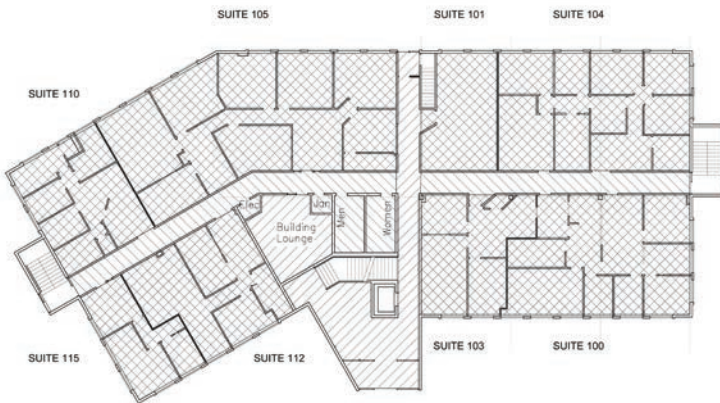 SUITE 105
SUITE 101
SUITE 104
SUITE 110
Elec
Jan
Men
Women
Building
Lounge
SUITE 115
SUITE 112
SUITE 103
SUITE 100